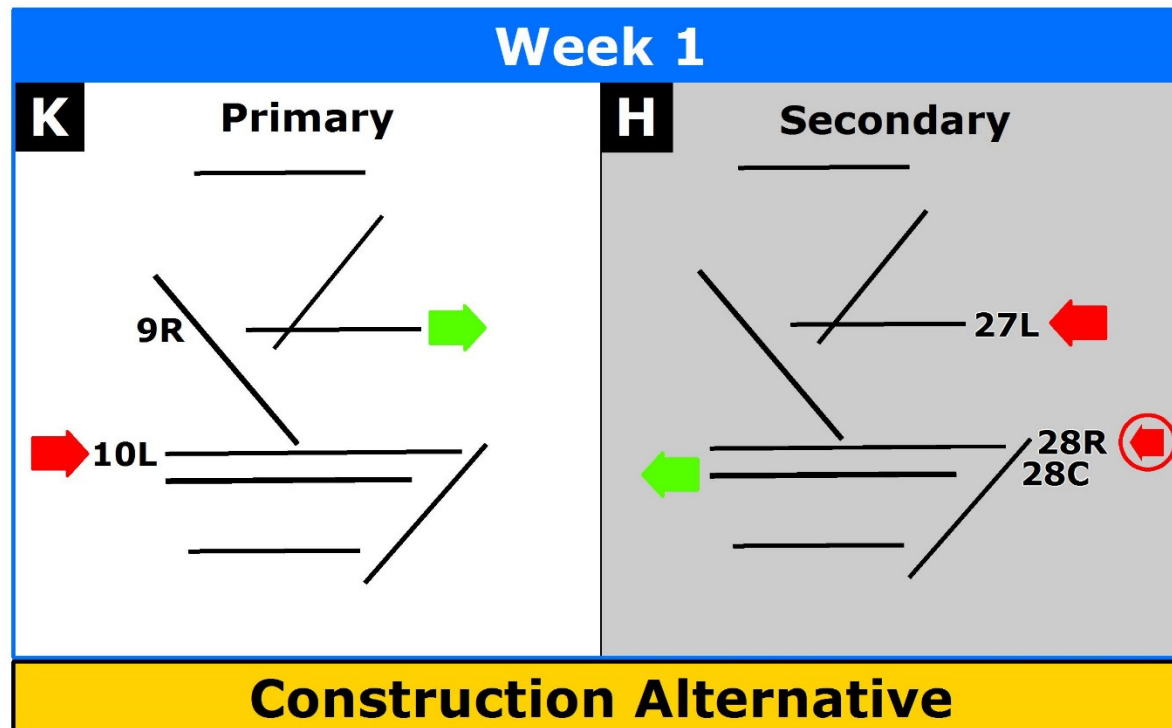 Week 1
K Primary
9R
10L
H Secondary
27L
28R
28C
Construction Alternative